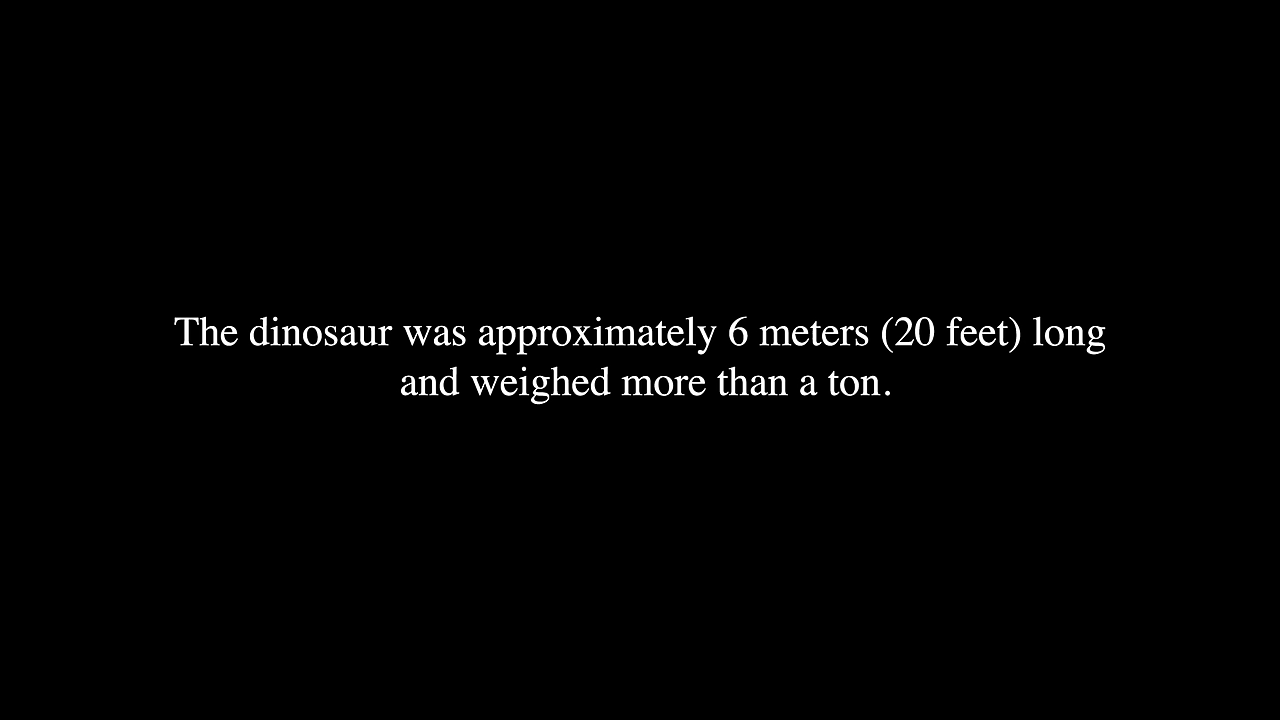 The dinosaur was approximately 6 meters (20 feet) long
and weighed more than a ton.